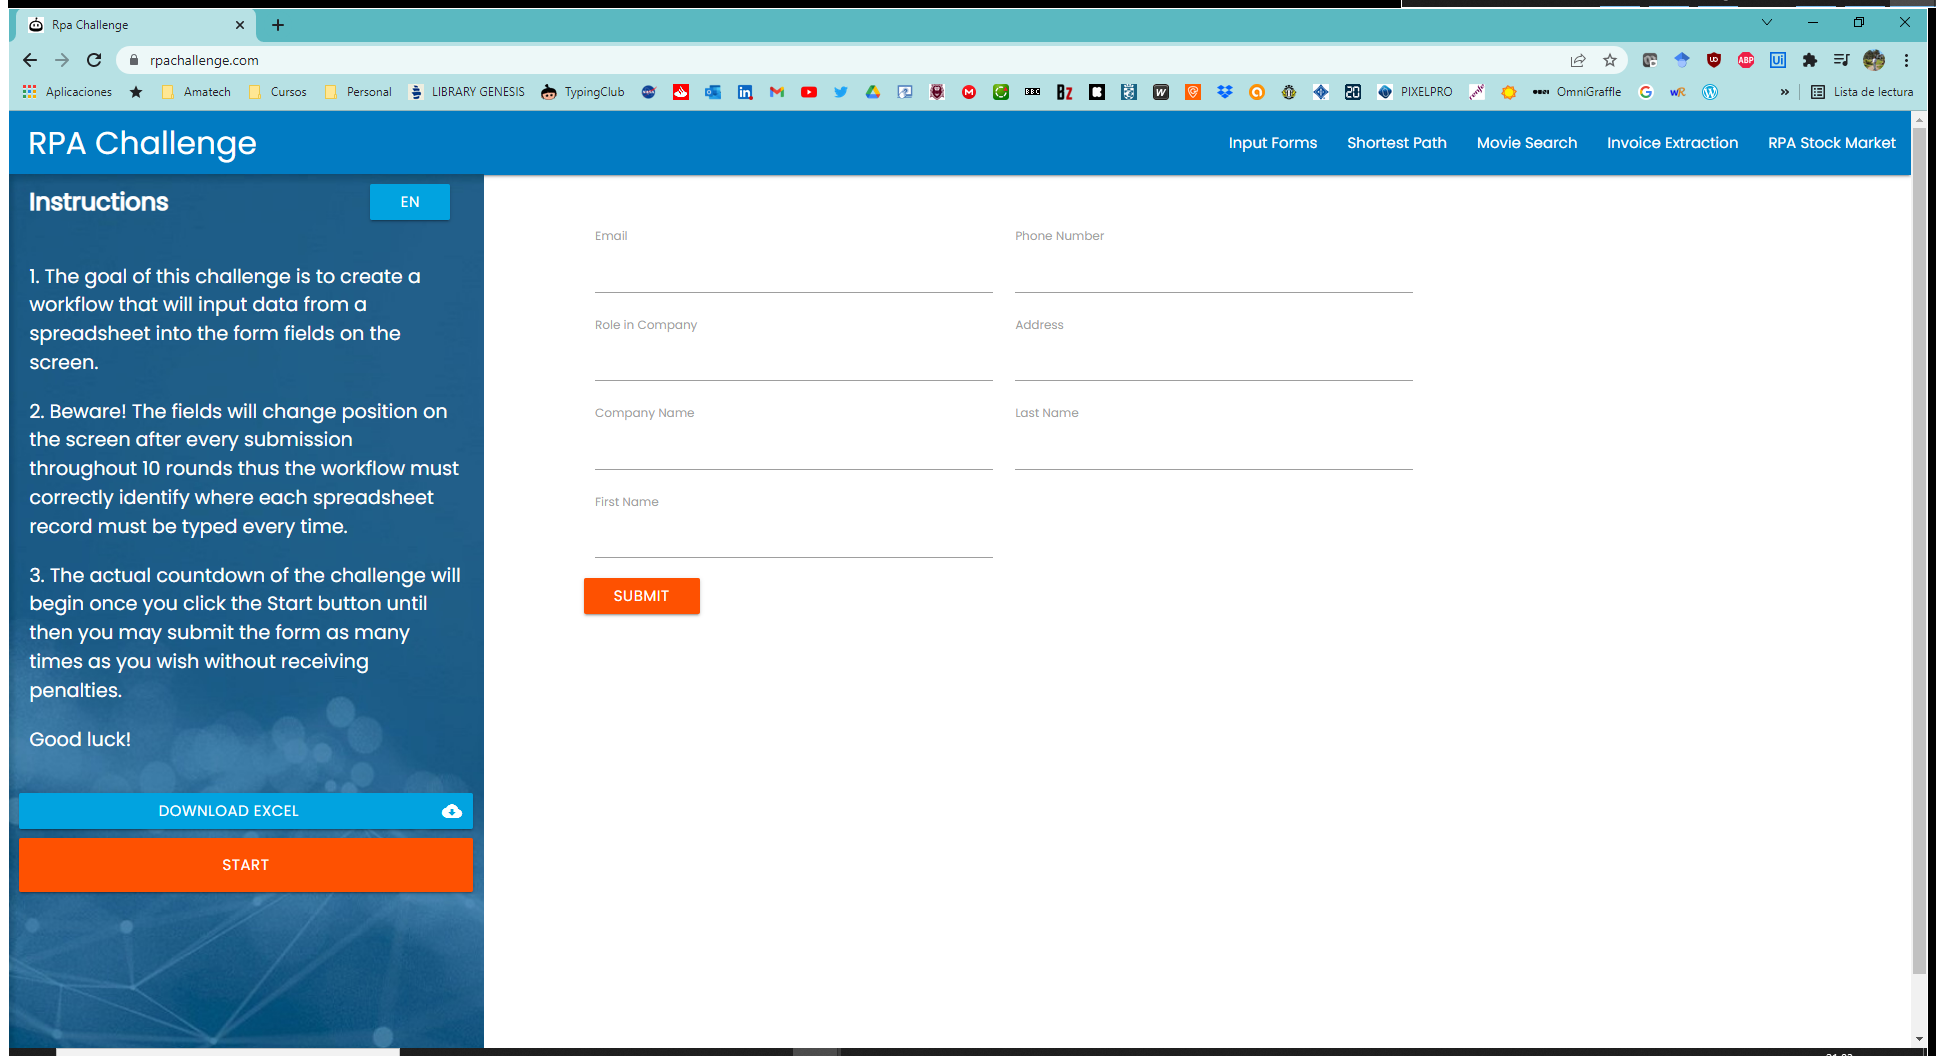 Rpa Challenge
rpachallenge.com
Aplicaciones Amatech Cursos Personal LIBRARY GENESIS TypingClub BBC Bz W 20 PIXELPRO OmniGraffle G wR » Lista de lectura
UD ABP Ui
RPA Challenge
Input Forms Shortest Path Movie Search Invoice Extraction RPA Stock Market
Instructions
EN
1. The goal of this challenge is to create a
workflow that will input data from a
spreadsheet into the form fields on the
screen.
2. Beware! The fields will change position on
the screen after every submission
throughout 10 rounds thus the workflow must
correctly identify where each spreadsheet
record must be typed every time.
3. The actual countdown of the challenge will
begin once you click the Start button until
then you may submit the form as many
times as you wish without receiving
penalties.
Good luck!
DOWNLOAD EXCEL
START
Email
Phone Number
Role in Company
Address
Company Name
Last Name
First Name
SUBMIT